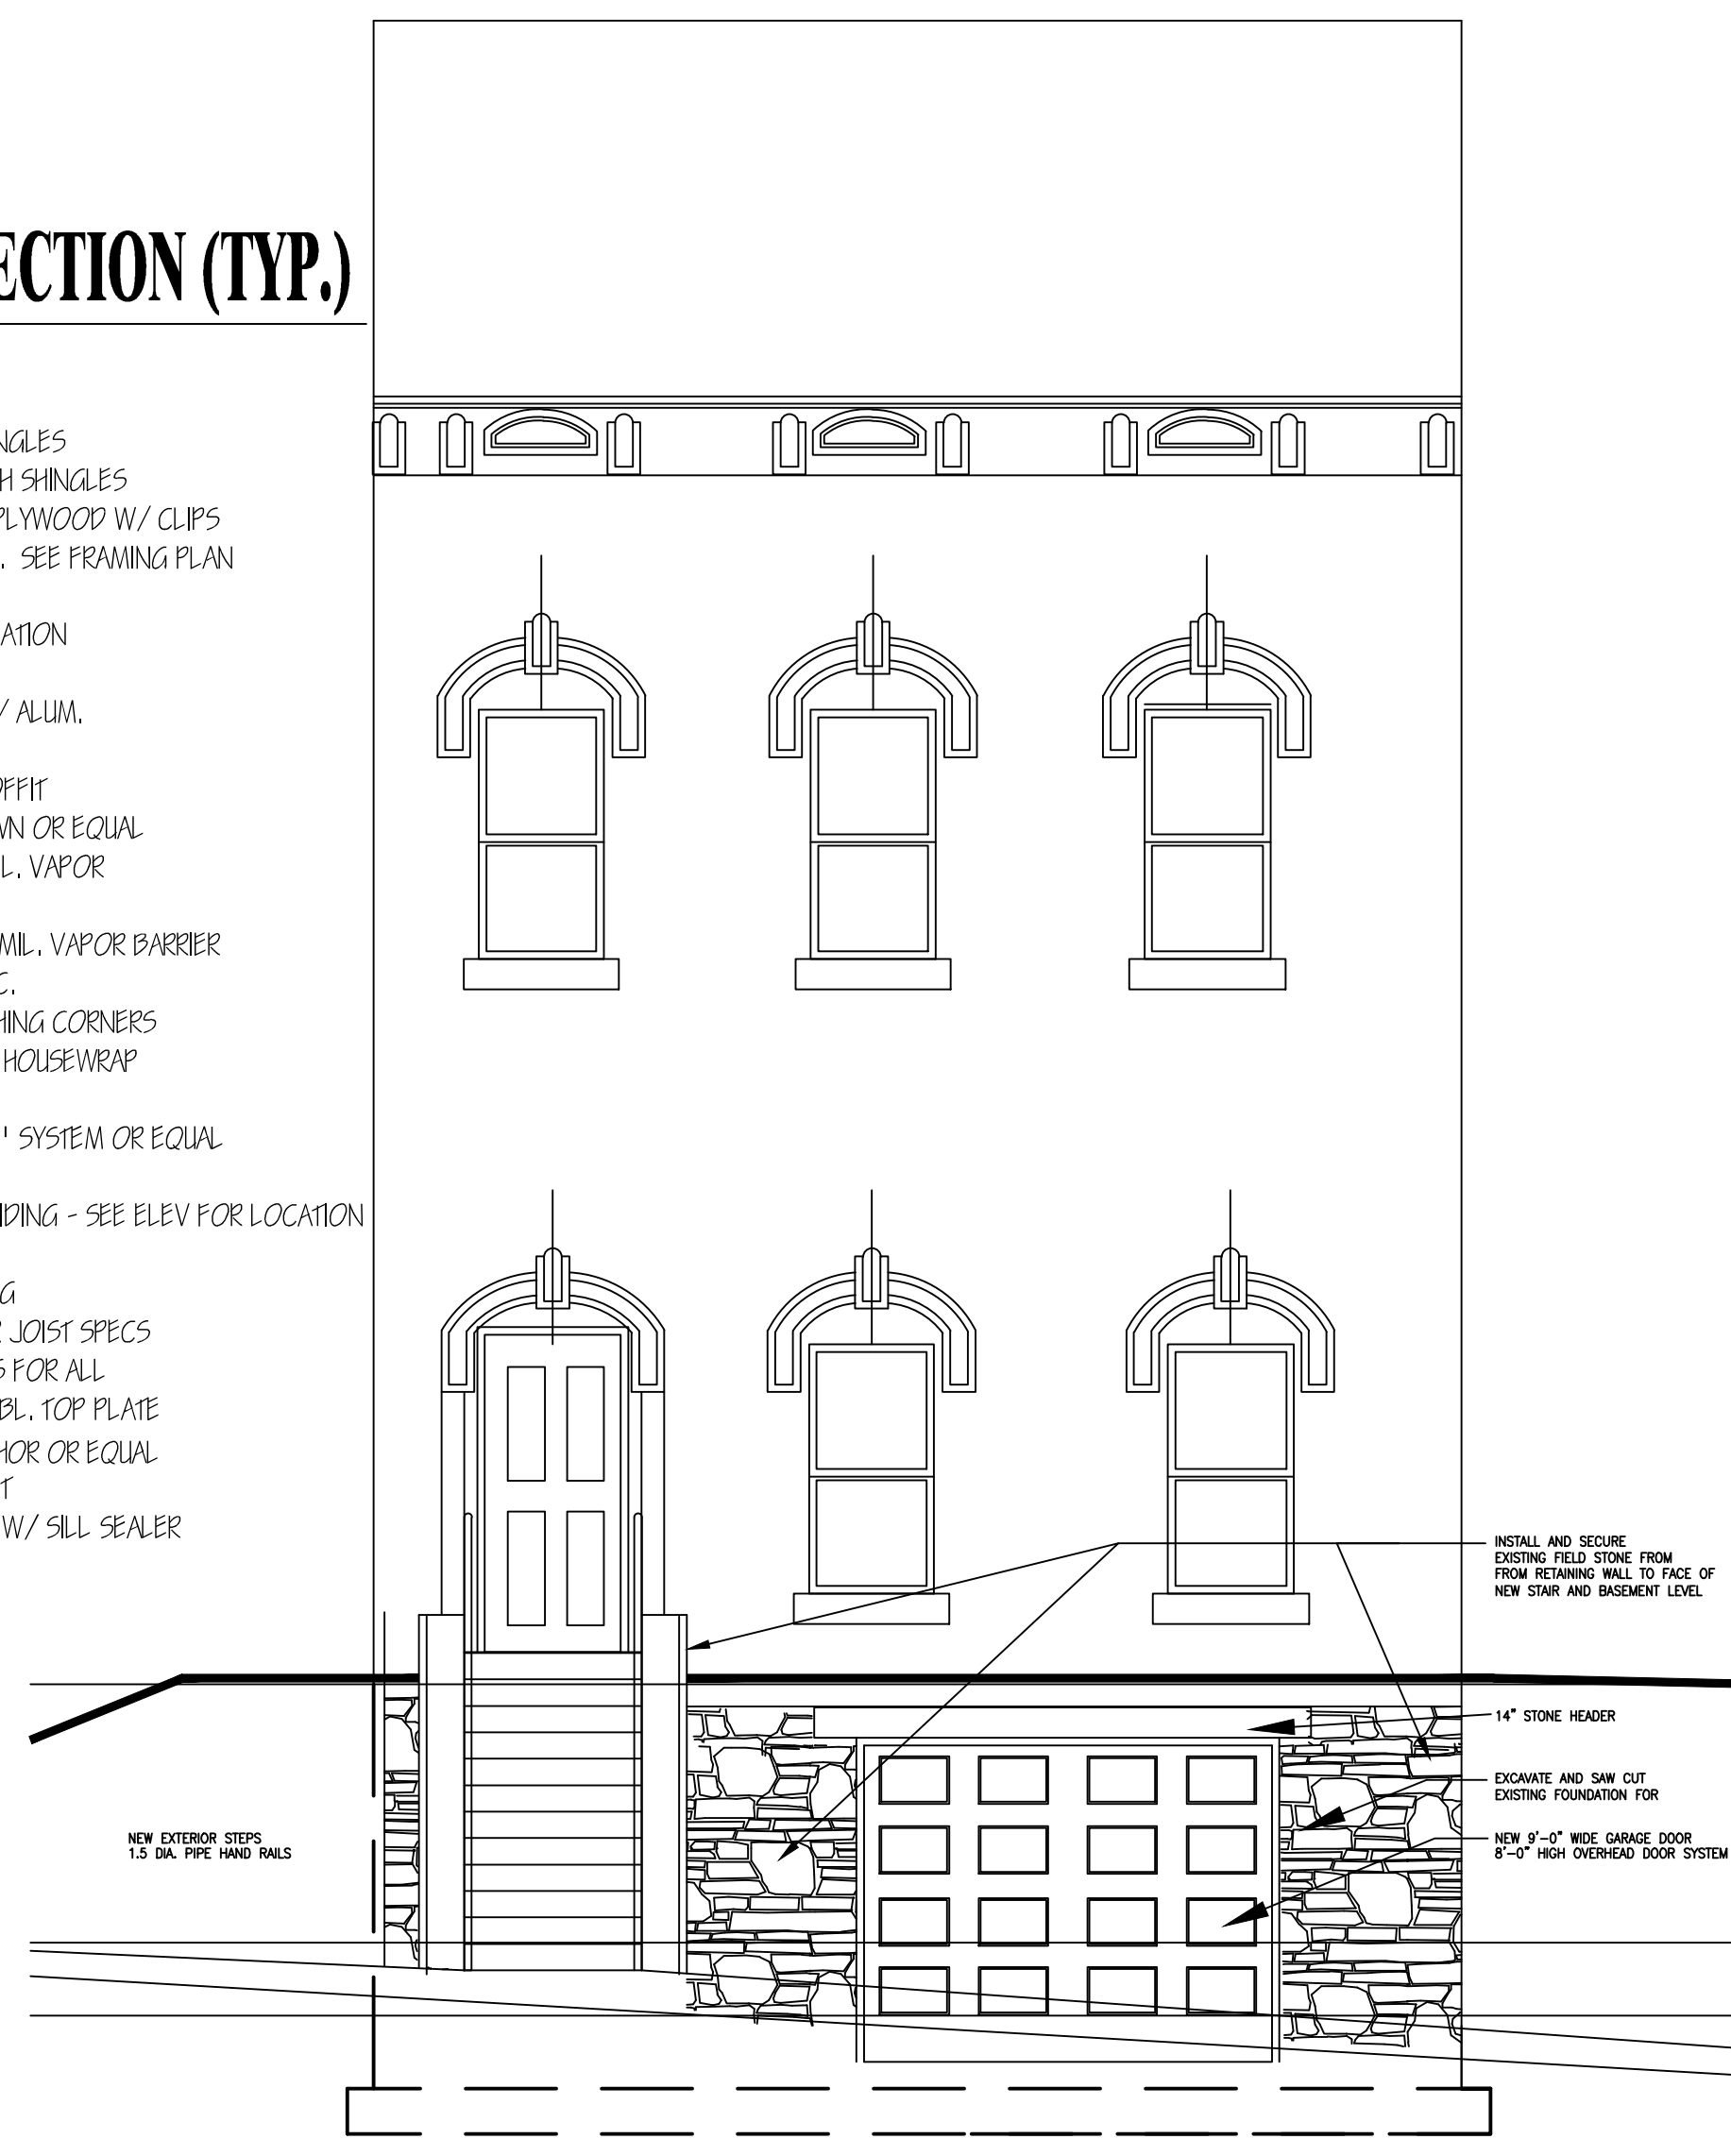 ECTION (TYP.)
NGLES
H SHINGLES
PLYWOOD W/ CLIPS
. SEE FRAMING PLAN
ATION
/ ALUM.
OFFIT
WN OR EQUAL
L. VAPOR
MIL. VAPOR BARRIER
C.
HING CORNERS
HOUSEWRAP
' SYSTEM OR EQUAL
IDING - SEE ELEV FOR LOCATION
G
R JOIST SPECS
S FOR ALL
BL. TOP PLATE
HOR OR EQUAL
T
W/ SILL SEALER
INSTALL AND SECURE
EXISTING FIELD STONE FROM
FROM RETAINING WALL TO FACE OF
NEW STAIR AND BASEMENT LEVEL
14" STONE HEADER
EXCAVATE AND SAW CUT
EXISTING FOUNDATION FOR
NEW 9'-0" WIDE GARAGE DOOR
8'-0" HIGH OVERHEAD DOOR SYSTEM
NEW EXTERIOR STEPS
1.5 DIA. PIPE HAND RAILS